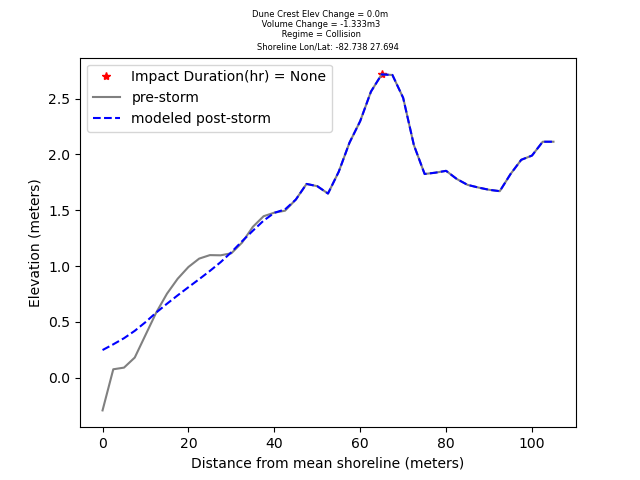 Dune Crest Elev Change = 0.0m
Volume Change = -1.333m3
Regime = Collision
Shoreline Lon/Lat: -82.738 27.694
Impact Duration(hr) = None
pre-storm
modeled post-storm
Elevation (meters)
2.5
2.0
1.5
1.0
0.5
0.0
0 20 40 60 80 100
Distance from mean shoreline (meters)